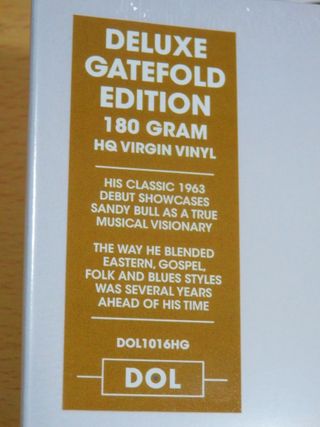 DELUXE
GATEFOLD
EDITION
180 GRAM
HQ VIRGIN VINYL
HIS CLASSIC 1963
DEBUT SHOWCASES
SANDY BULL AS A TRUE
MUSICAL VISIONARY
THE WAY HE BLENDED
EASTERN, GOSPEL,
FOLK AND BLUES STYLES
WAS SEVERAL YEARS
AHEAD OF HIS TIME
DOL1016HG
DOL